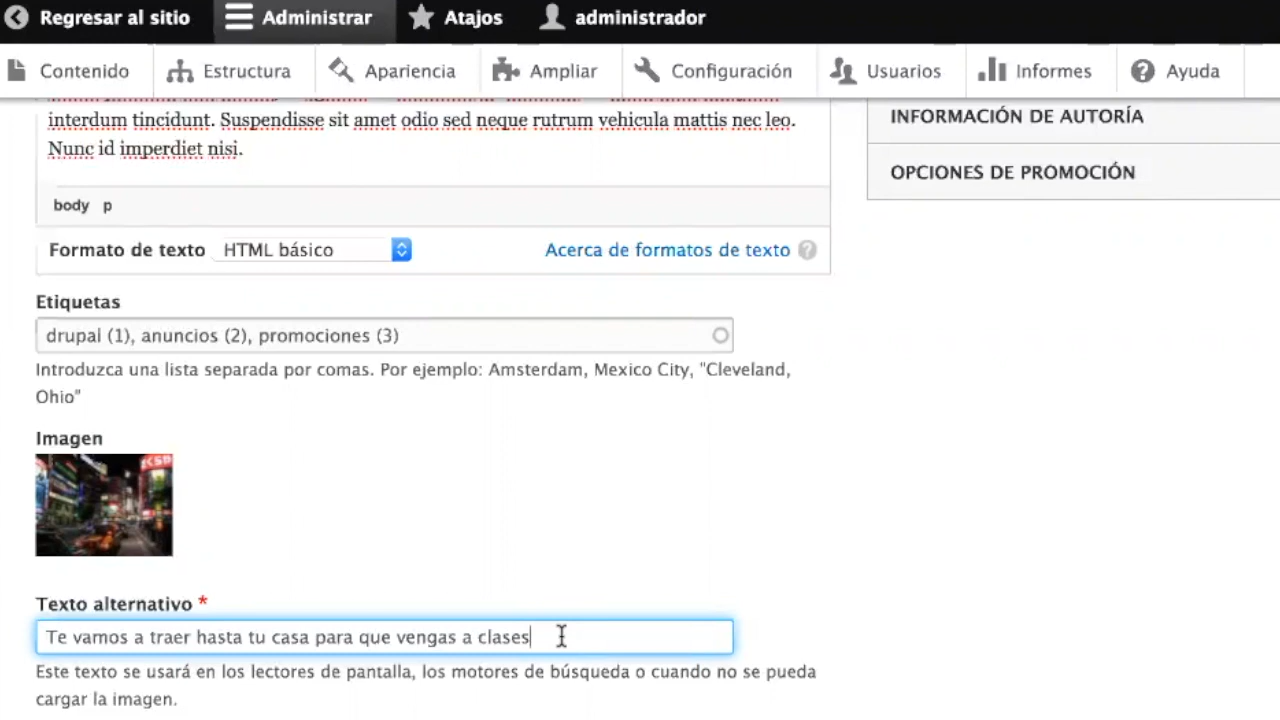 Regresar al sitio Administrar Atajos administrador
Contenido Estructura Apariencia Ampliar Configuración Usuarios Informes Ayuda
interdum tincidunt. Suspendisse sit amet odio sed neque rutrum vehicula mattis nec leo.
Nunc id imperdiet nisi.
body p
Formato de texto HTML básico Acerca de formatos de texto ?
INFORMACIÓN DE AUTORÍA
OPCIONES DE PROMOCIÓN
Etiquetas
drupal (1), anuncios (2), promociones (3)
Introduzca una lista separada por comas. Por ejemplo: Amsterdam, Mexico City, "Cleveland,
Ohio"
Imagen
Texto alternativo *
Te vamos a traer hasta tu casa para que vengas a clases
Este texto se usará en los lectores de pantalla, los motores de búsqueda o cuando no se pueda
cargar la imagen.